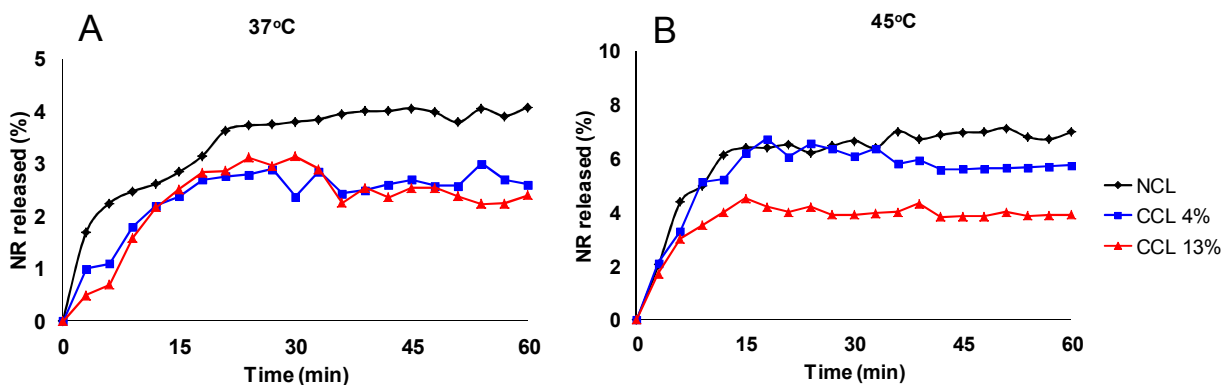 A
37°C
NR released (%)
5
4
3
2
1
0
0 15 30 45 60
Time (min)
B
45°C
NR released (%)
10
8
6
4
2
0
0 15 30 45 60
Time (min)
NCL
CCL 4%
CCL 13%